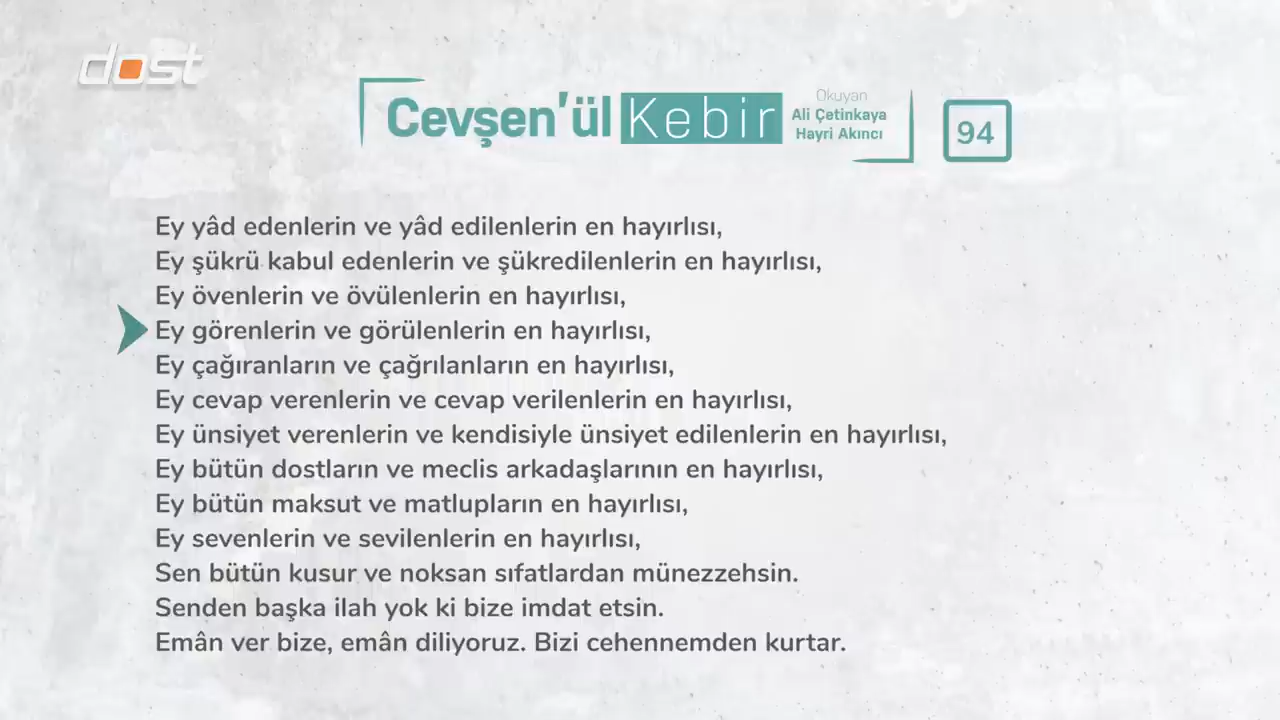 dost
Cevşen'ül Kebir
Okuyan
Ali Çetinkaya
Hayri Akıncı
94
Ey yâd edenlerin ve yâd edilenlerin en hayırlısı,
Ey şükrü kabul edenlerin ve şükredilenlerin en hayırlısı,
Ey övenlerin ve övülenlerin en hayırlısı,
Ey görenlerin ve görülenlerin en hayırlısı,
Ey çağıranların ve çağrılanların en hayırlısı,
Ey cevap verenlerin ve cevap verilenlerin en hayırlısı,
Ey ünsiyet verenlerin ve kendisiyle ünsiyet edilenlerin en hayırlısı,
Ey bütün dostların ve meclis arkadaşlarının en hayırlısı,
Ey bütün maksut ve matlupların en hayırlısı,
Ey sevenlerin ve sevilenlerin en hayırlısı,
Sen bütün kusur ve noksan sıfatlardan münezzehsin.
Senden başka ilah yok ki bize imdat etsin.
Emân ver bize, emân diliyoruz. Bizi cehennemden kurtar.